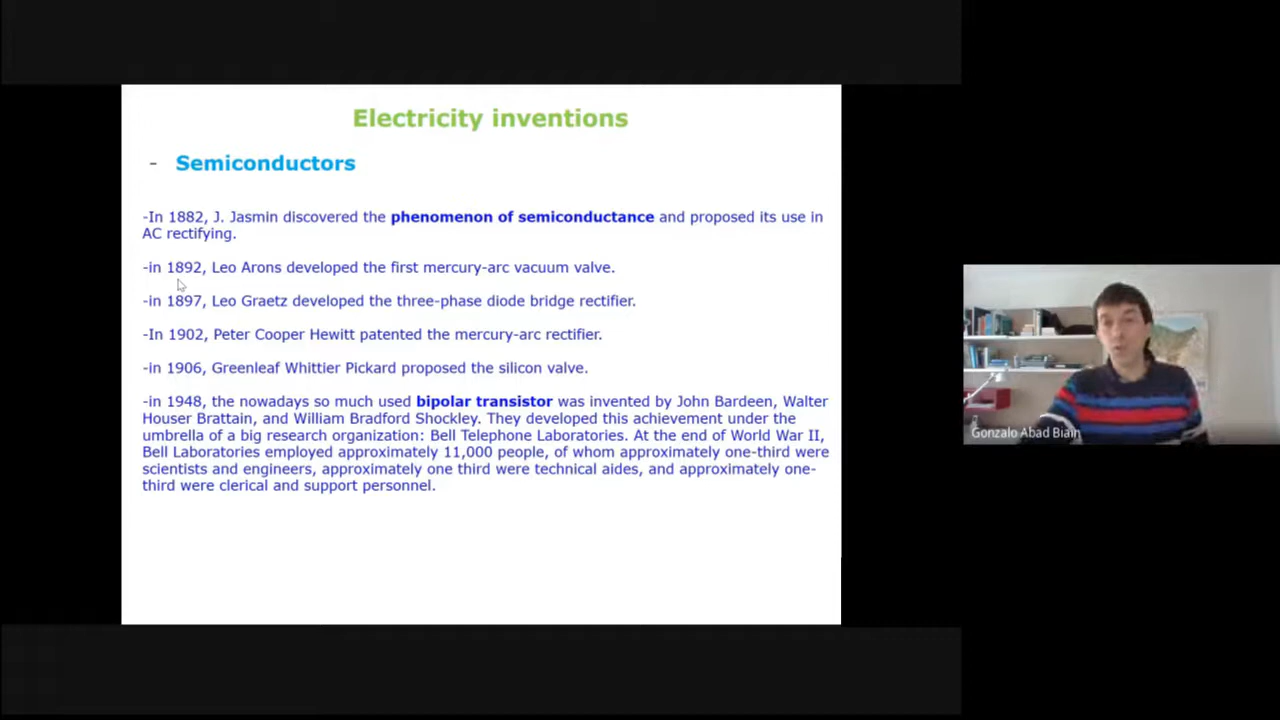 Electricity inventions
- Semiconductors
-In 1882, J. Jasmin discovered the phenomenon of semiconductance and proposed its use in
AC rectifying.
-in 1892, Leo Arons developed the first mercury-arc vacuum valve.
-in 1897, Leo Graetz developed the three-phase diode bridge rectifier.
-In 1902, Peter Cooper Hewitt patented the mercury-arc rectifier.
-in 1906, Greenleaf Whittier Pickard proposed the silicon valve.
-in 1948, the nowadays so much used bipolar transistor was invented by John Bardeen, Walter
Houser Brattain, and William Bradford Shockley. They developed this achievement under the
umbrella of a big research organization: Bell Telephone Laboratories. At the end of World War II,
Bell Laboratories employed approximately 11,000 people, of whom approximately one-third were
scientists and engineers, approximately one third were technical aides, and approximately one-
third were clerical and support personnel.
Gonzalo Abad Biain